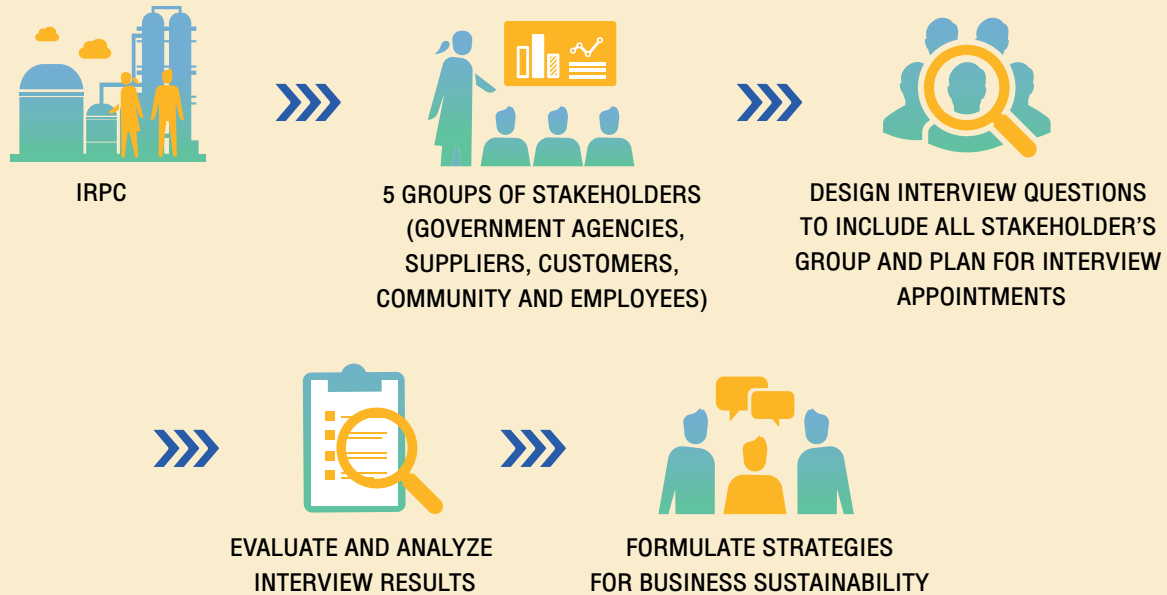 IRPC
5 GROUPS OF STAKEHOLDERS
(GOVERNMENT AGENCIES,
SUPPLIERS, CUSTOMERS,
COMMUNITY AND EMPLOYEES)
DESIGN INTERVIEW QUESTIONS
TO INCLUDE ALL STAKEHOLDER'S
GROUP AND PLAN FOR INTERVIEW
APPOINTMENTS
EVALUATE AND ANALYZE
INTERVIEW RESULTS
FORMULATE STRATEGIES
FOR BUSINESS SUSTAINABILITY